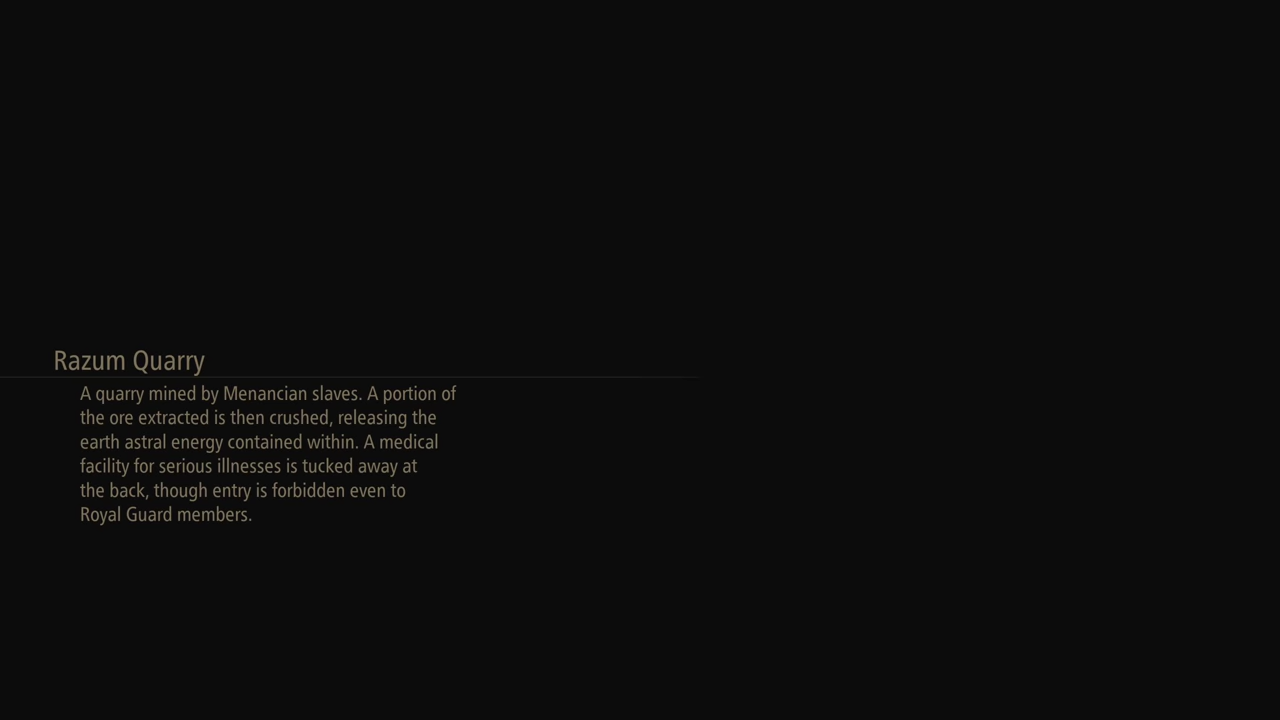 Razum Quarry
A quarry mined by Menancian slaves. A portion of
the ore extracted is then crushed, releasing the
earth astral energy contained within. A medical
facility for serious illnesses is tucked away at
the back, though entry is forbidden even to
Royal Guard members.